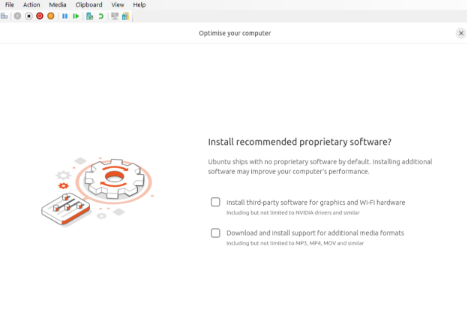 File Action Media Clipboard View Help
Optimise your computer
Install recommended proprietary software?
Ubuntu ships with no proprietary software by default. Installing additional
software may improve your computer's performance.
Install third-party software for graphics and Wi-Fi hardware
Including but not limited to NVIDIA drivers and similar
Download and install support for additional media formats
Including but not limited to MP3, MP4, MOV and similar